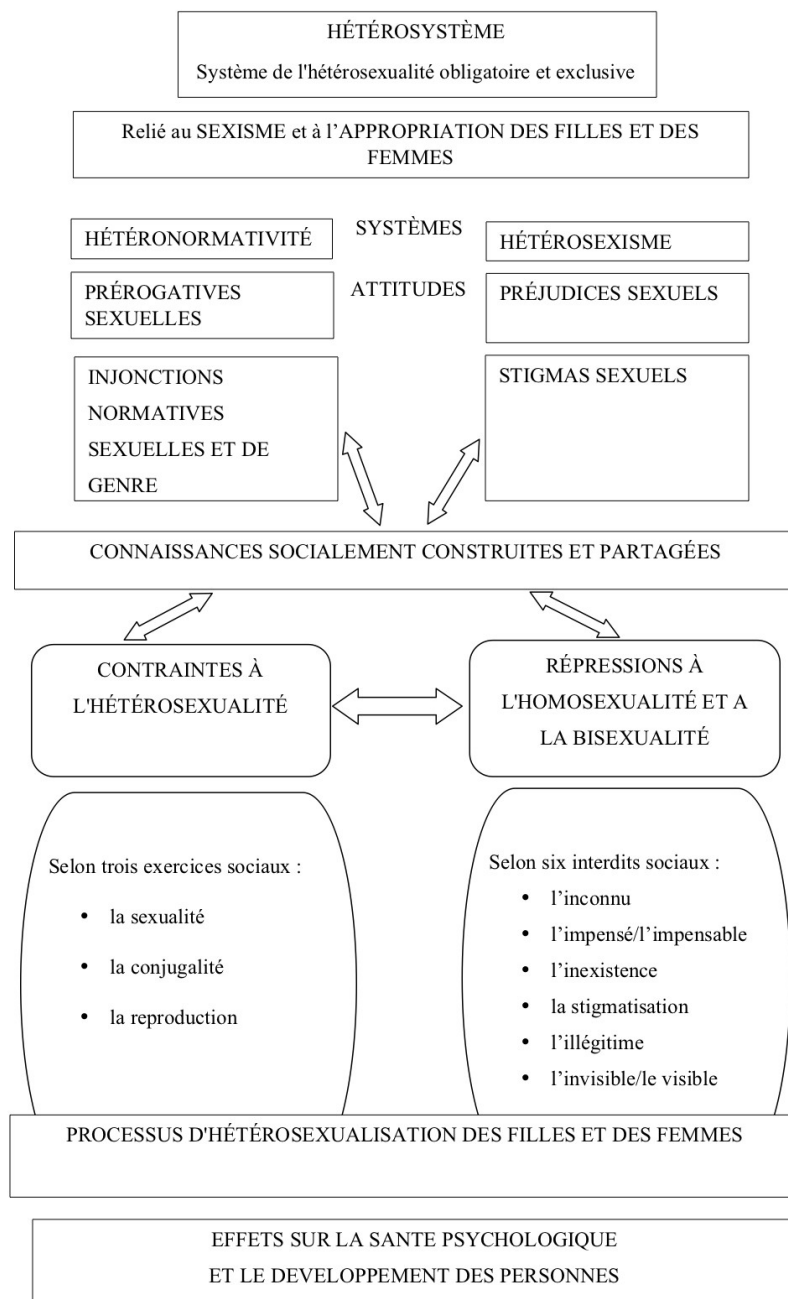 HÉTÉROSYSTÈME
Système de l'hétérosexualité obligatoire et exclusive
Relié au SEXISME et à l’APPROPRIATION DES FILLES ET DES
FEMMES
HÉTÉRONORMATIVITÉ
SYSTÈMES
HÉTÉROSEXISME
PRÉROGATIVES
SEXUELLES
ATTITUDES
PRÉJUDICES SEXUELS
INJONCTIONS
NORMATIVES
SEXUELLES ET DE
GENRE
STIGMAS SEXUELS
CONNAISSANCES SOCIALEMENT CONSTRUITES ET PARTAGÉES
CONTRAINTES À
L'HÉTÉROSEXUALITÉ
RÉPRESSIONS À
L'HOMOSEXUALITÉ ET A
LA BISEXUALITÉ
Selon trois exercices sociaux :
• la sexualité
• la conjugalité
• la reproduction
Selon six interdits sociaux :
• l’inconnu
• l’impensé/l’impensable
• l’inexistence
• la stigmatisation
• l’illégitime
• l’invisible/le visible
PROCESSUS D'HÉTÉROSEXUALISATION DES FILLES ET DES FEMMES
EFFETS SUR LA SANTE PSYCHOLOGIQUE
ET LE DEVELOPPEMENT DES PERSONNES